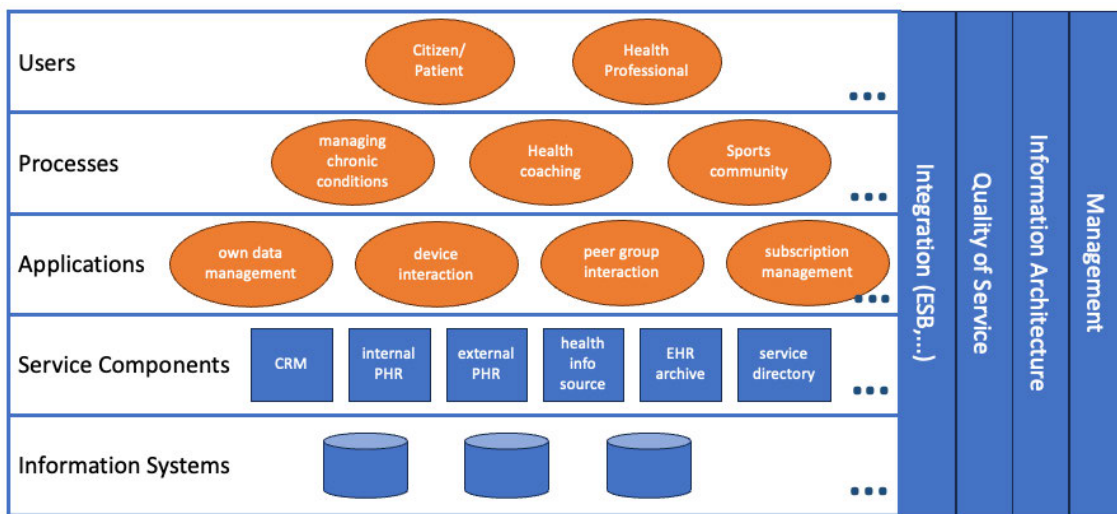 Users
Citizen/
Patient
Health
Professional
...
Processes
managing
chronic
conditions
Health
coaching
Sports
community
...
Applications
own data
management
device
interaction
peer group
interaction
subscription
management
...
Service Components
CRM
internal
PHR
external
PHR
health
info
source
EHR
archive
service
directory
...
Information Systems
...
Integration (ESB,...)
Quality of Service
Information Architecture
Management